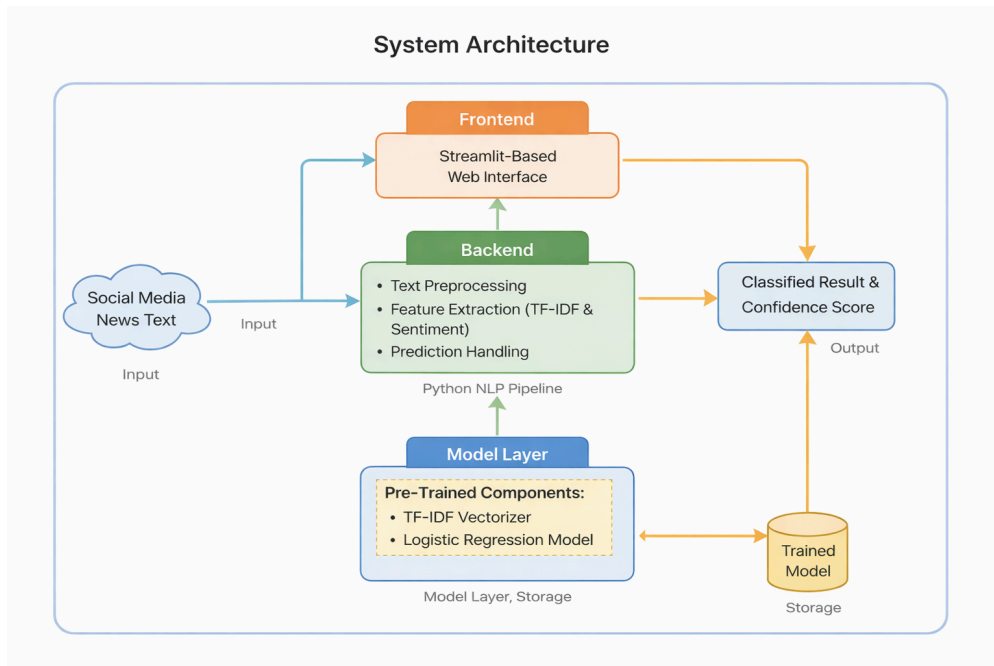 System Architecture
Frontend
Streamlit-Based
Web Interface
Backend
• Text Preprocessing
• Feature Extraction (TF-IDF &
Sentiment)
• Prediction Handling
Python NLP Pipeline
Social Media
News Text
Input
Input
Classified Result &
Confidence Score
Output
Model Layer
Pre-Trained Components:
• TF-IDF Vectorizer
• Logistic Regression Model
Model Layer, Storage
Trained
Model
Storage